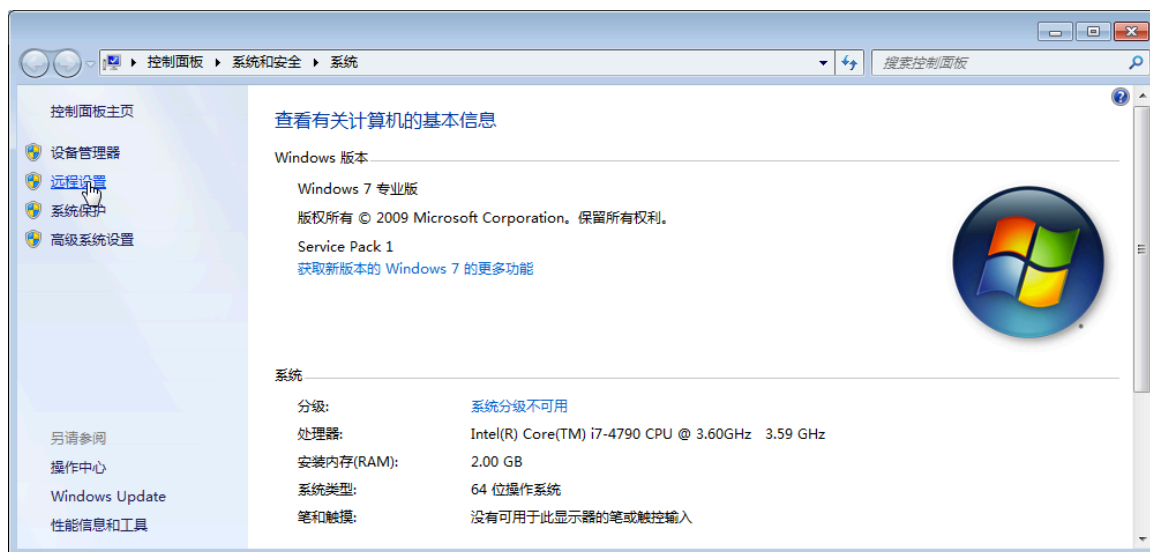 控制面板 ▸ 系统和安全 ▸ 系统
搜索控制面板
控制面板主页
设备管理器
远程设置
系统保护
高级系统设置
另请参阅
操作中心
Windows Update
性能信息和工具
查看有关计算机的基本信息
Windows 版本
Windows 7 专业版
版权所有 © 2009 Microsoft Corporation。保留所有权利。
Service Pack 1
获取新版本的 Windows 7 的更多功能
系统
分级: 系统分级不可用
处理器: Intel(R) Core(TM) i7-4790 CPU @ 3.60GHz 3.59 GHz
安装内存(RAM): 2.00 GB
系统类型: 64 位操作系统
笔和触摸: 没有可用于此显示器的笔或触控输入